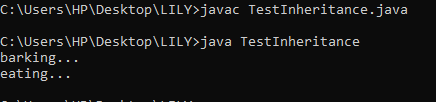 C:\Users\HP\Desktop\LILY>javac TestInheritance.java
C:\Users\HP\Desktop\LILY>java TestInheritance
barking...
eating...